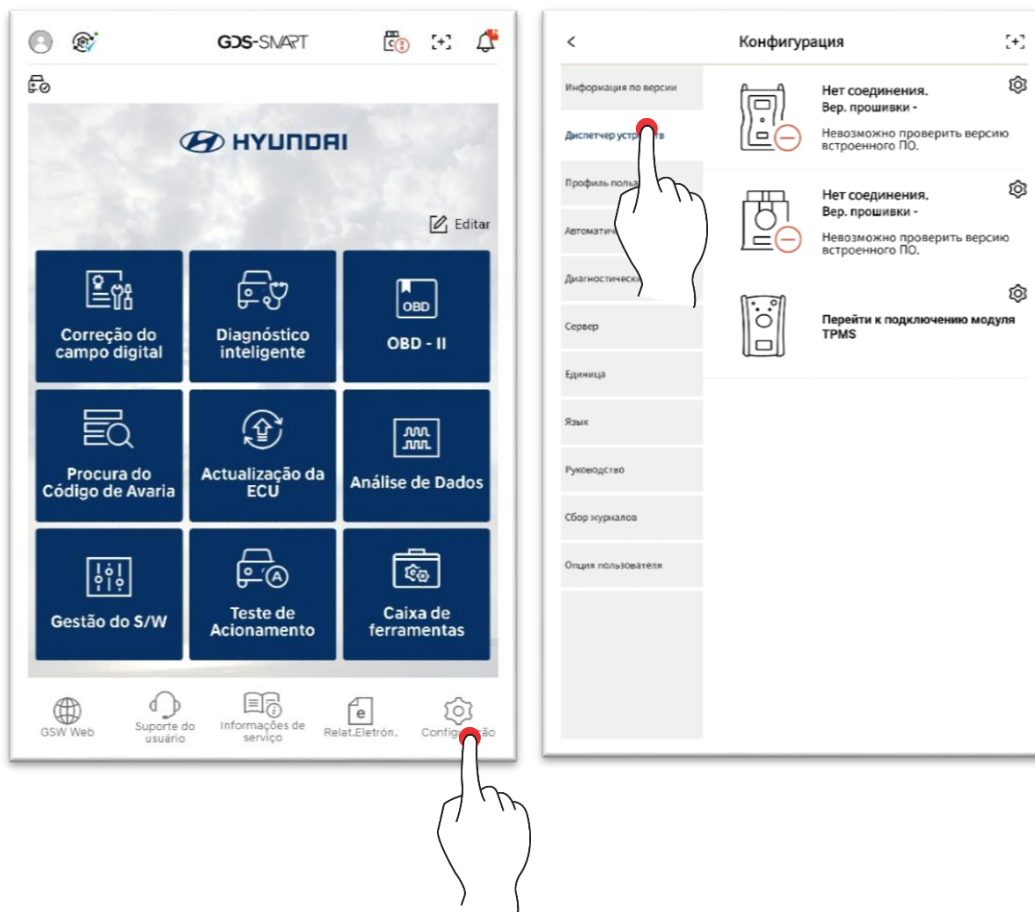 GDS-SMART
HYUNDAI
Editar
Correção do
campo digital
Diagnóstico
inteligente
OBD
OBD - II
Procura do
Código de Avaria
Actualização da
ECU
Análise de Dados
Gestão do S/W
A
Teste de
Acionamento
Caixa de
ferramentas
GSW Web
Suporte do
usuário
Informações de
serviço
e
Relat.Eletrón.
<
Конфигурация
Информация по версии
Диспетчер
Профиль
Сервер
Единица
Язык
Руководство
Сбор журналов
Опция пользователя
Нет соединения.
Вер. прошивки -
Невозможно проверить версию
встроенного ПО.
Нет соединения.
Вер. прошивки -
Невозможно проверить версию
встроенного ПО.
Перейти к подключению модуля
TPMS